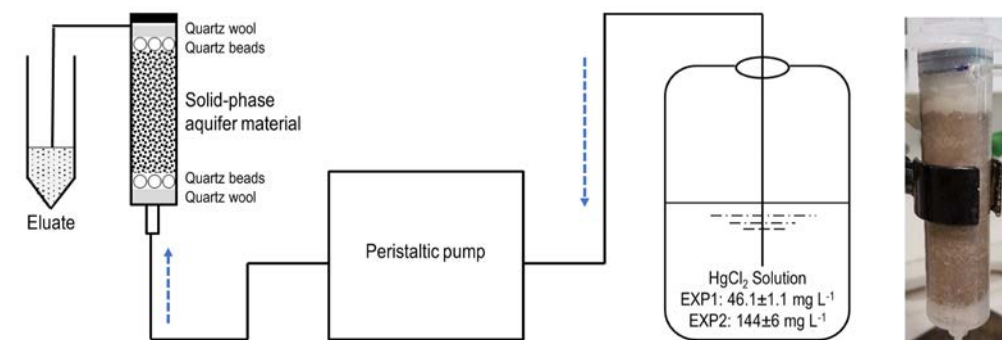 Quartz wool
Quartz beads
Solid-phase
aquifer material
Quartz beads
Quartz wool
Eluate
Peristaltic pump
HgCl₂ Solution
EXP1: 46.1±1.1 mg L⁻¹
EXP2: 144±6 mg L⁻¹